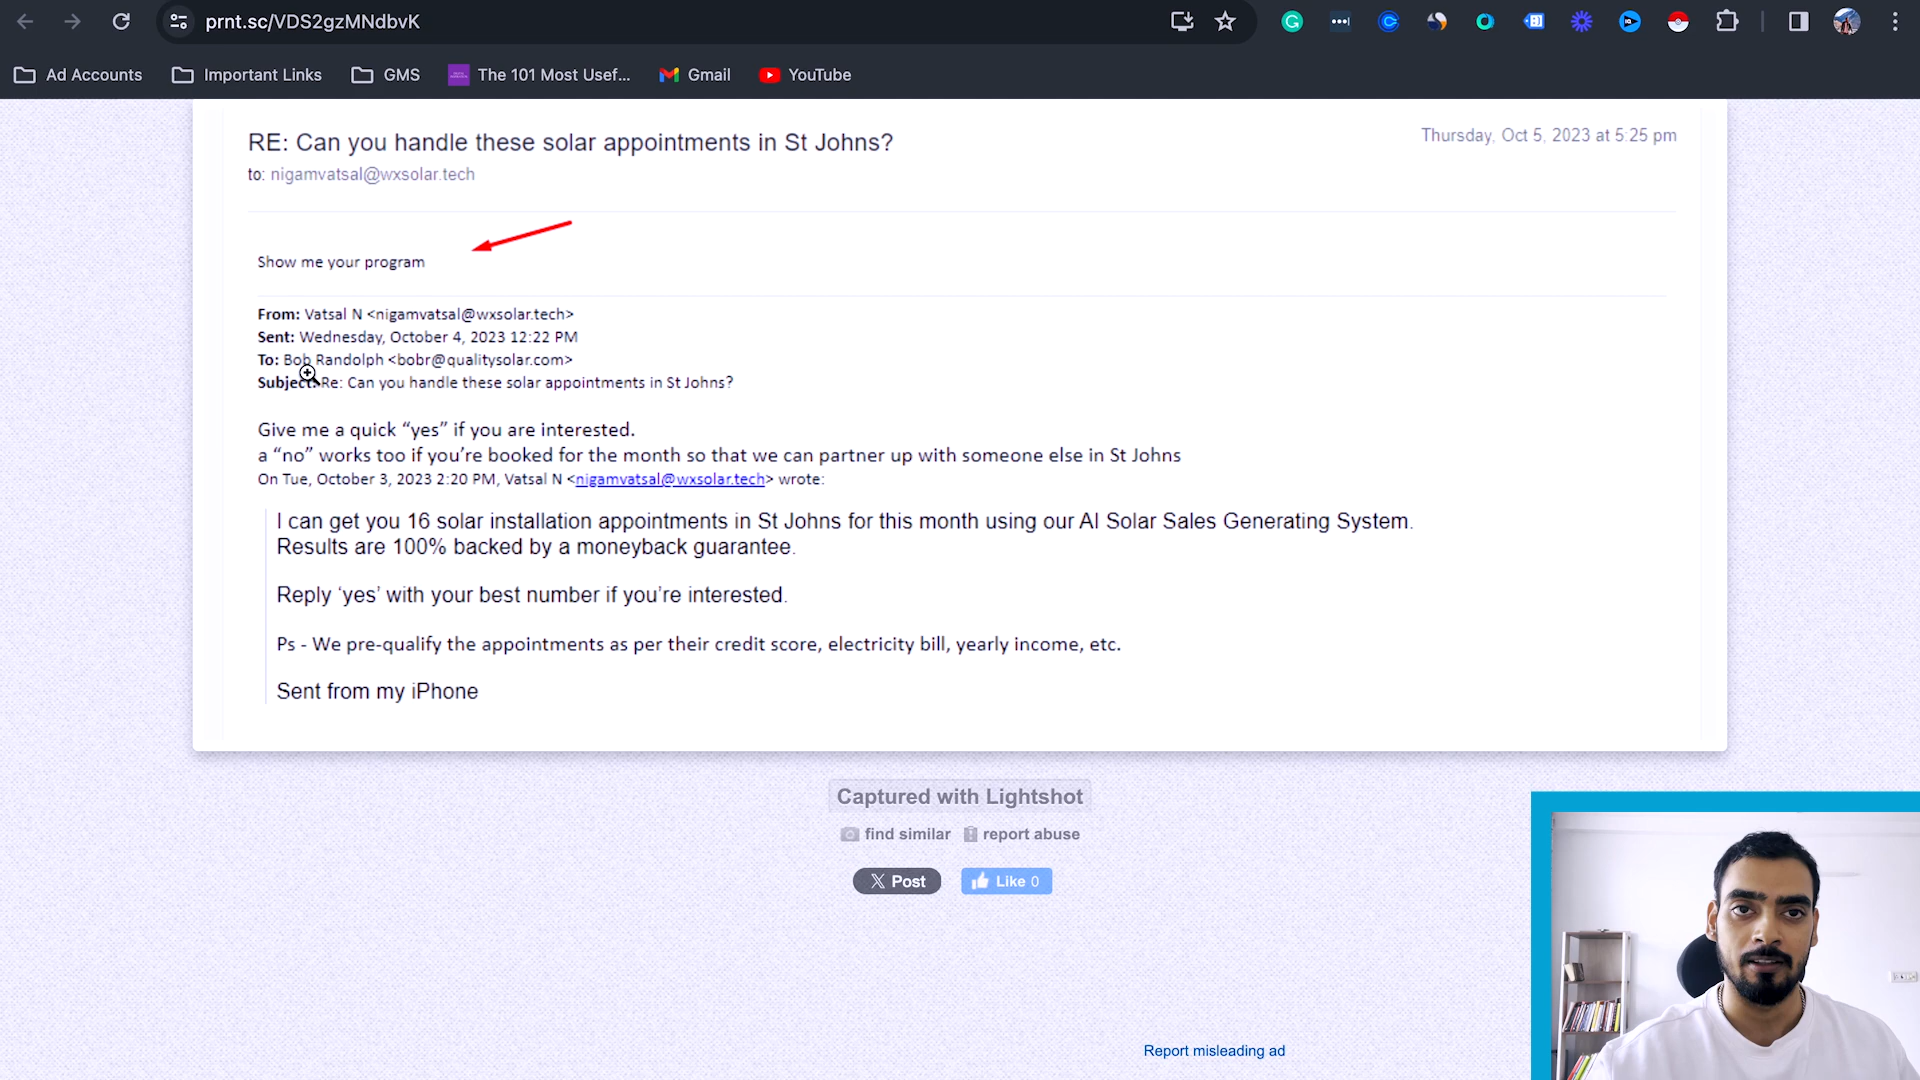 prnt.sc/VDS2gzMNdbvK
Ad Accounts
Important Links
GMS
The 101 Most Usef...
Gmail
YouTube
RE: Can you handle these solar appointments in St Johns?
Thursday, Oct 5, 2023 at 5:25 pm
to: nigamvatsal@wxsolar.tech
Show me your program
From: Vatsal N <nigamvatsal@wxsolar.tech>
Sent: Wednesday, October 4, 2023 12:22 PM
To: Bob Randolph <bobr@qualitysolar.com>
Subject: Re: Can you handle these solar appointments in St Johns?
Give me a quick “yes” if you are interested.
a “no” works too if you’re booked for the month so that we can partner up with someone else in St Johns
On Tue, October 3, 2023 2:20 PM, Vatsal N <nigamvatsal@wxsolar.tech> wrote:
I can get you 16 solar installation appointments in St Johns for this month using our AI Solar Sales Generating System.
Results are 100% backed by a moneyback guarantee.
Reply ‘yes’ with your best number if you’re interested.
Ps - We pre-qualify the appointments as per their credit score, electricity bill, yearly income, etc.
Sent from my iPhone
Captured with Lightshot
find similar report abuse
X Post
Like 0
Report misleading ad